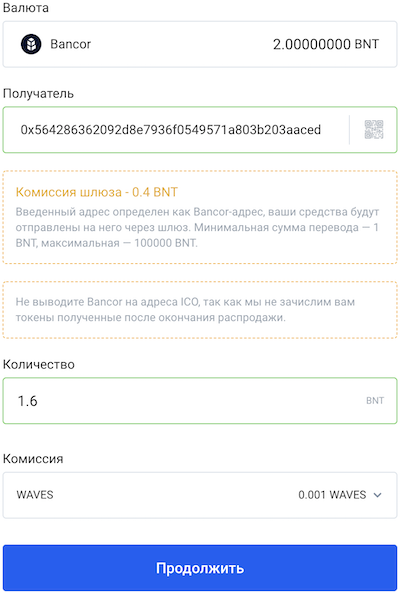 Валюта
Bancor 2.00000000 BNT
Получатель
0x564286362092d8e7936f0549571a803b203aaced
Комиссия шлюза - 0.4 BNT
Введенный адрес определен как Bancor-адрес, ваши средства будут
отправлены на него через шлюз. Минимальная сумма перевода — 1
BNT, максимальная — 100000 BNT.
Не выводите Bancor на адреса ICO, так как мы не зачислим вам
токены полученные после окончания распродажи.
Количество
1.6 BNT
Комиссия
WAVES 0.001 WAVES
Продолжить